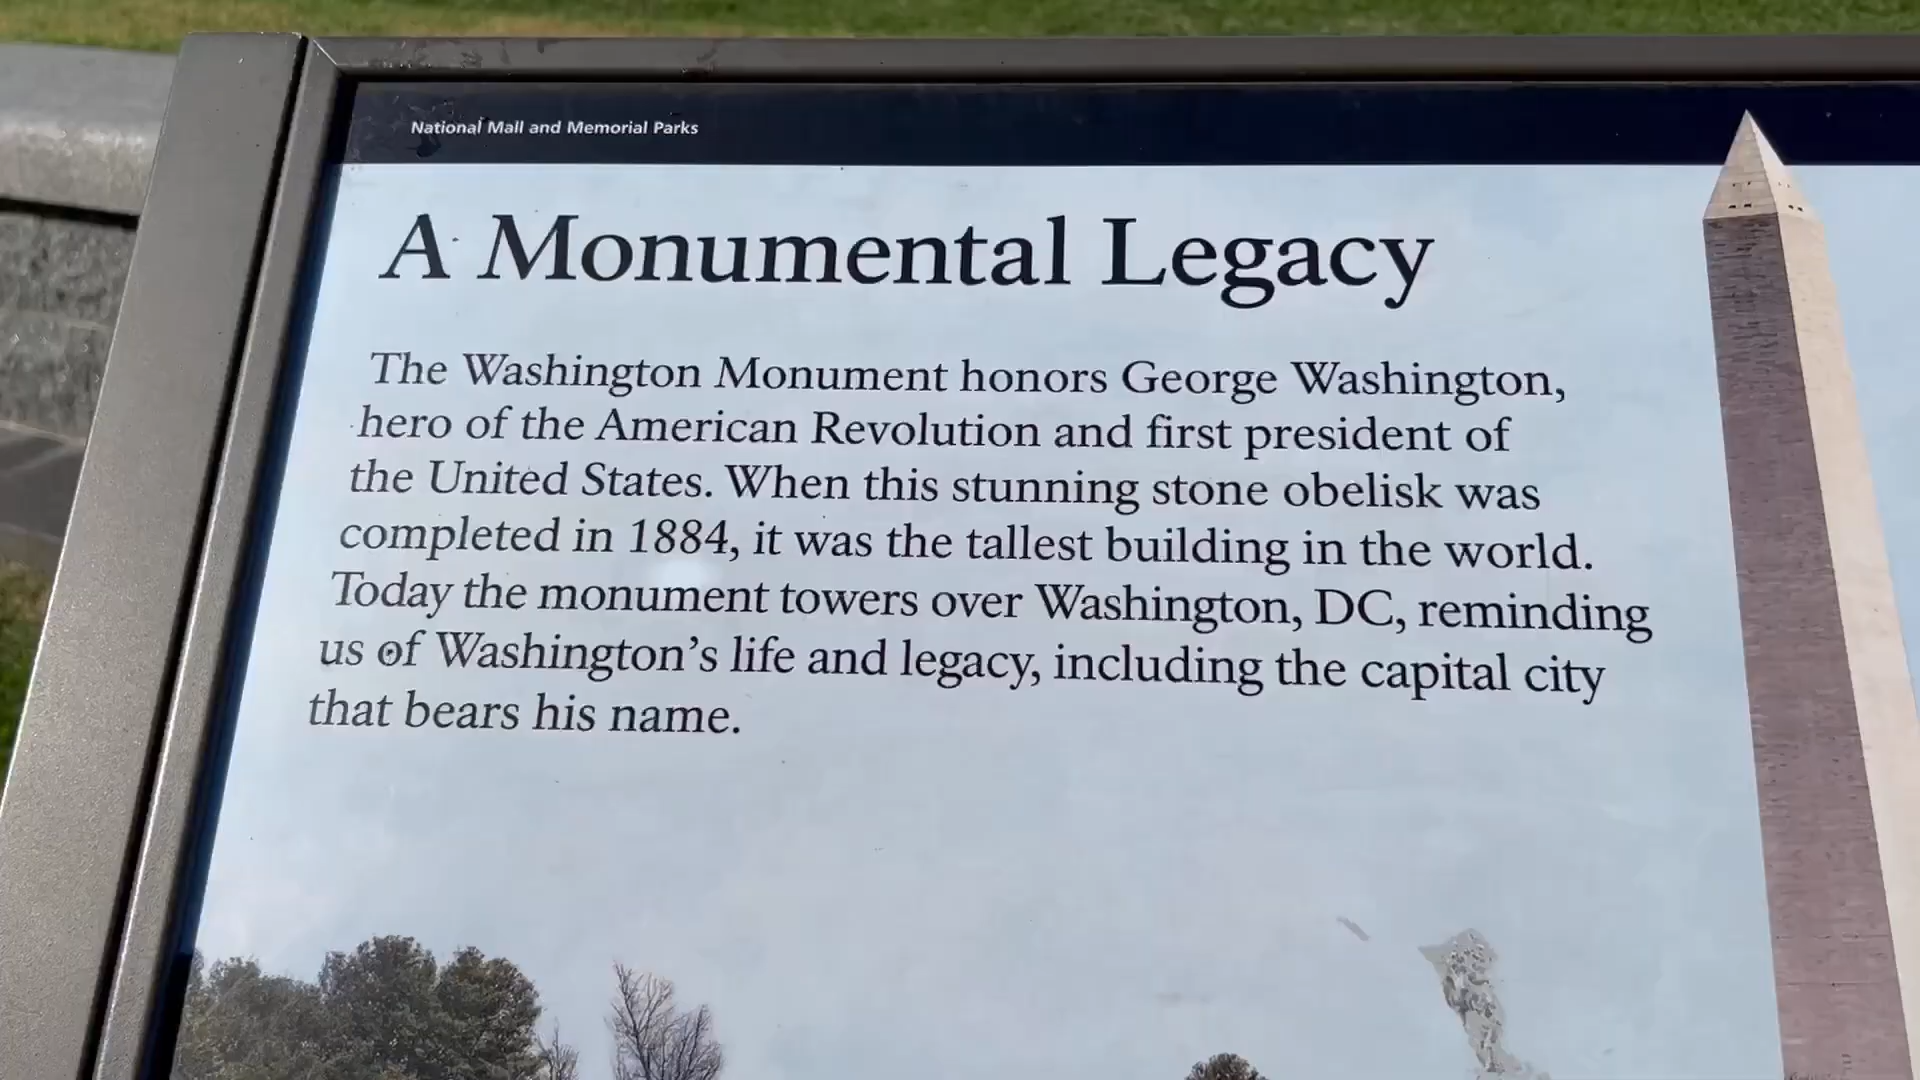 National Mall and Memorial Parks
A Monumental Legacy
The Washington Monument honors George Washington,
hero of the American Revolution and first president of
the United States. When this stunning stone obelisk was
completed in 1884, it was the tallest building in the world.
Today the monument towers over Washington, DC, reminding
us of Washington's life and legacy, including the capital city
that bears his name.